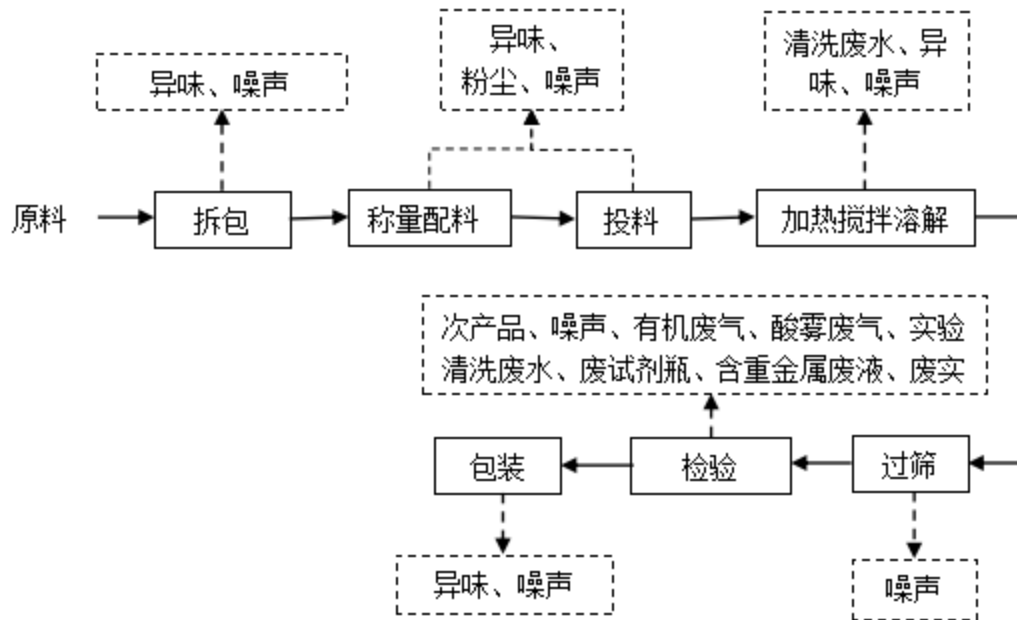 异味、噪声
异味、
粉尘、噪声
清洗废水、异
味、噪声
原料
拆包
称量配料
投料
加热搅拌溶解
次产品、噪声、有机废气、酸雾废气、实验
清洗废水、废试剂瓶、含重金属废液、废实
包装
检验
过筛
异味、噪声
噪声